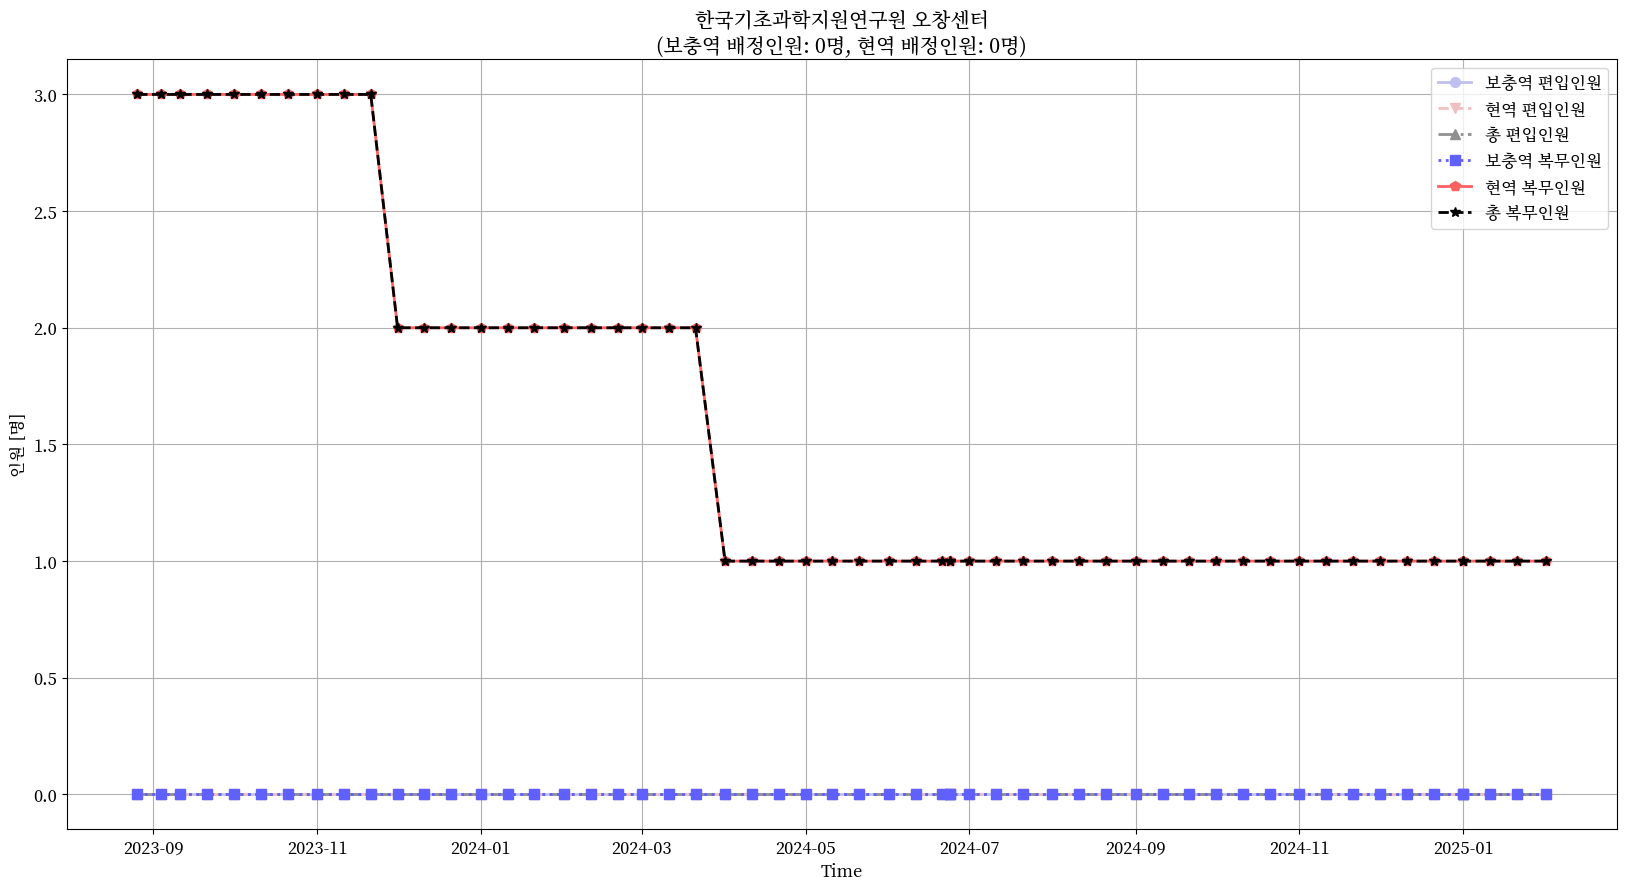 한국기초과학지원연구원 오창센터
(보충역 배정인원: 0명, 현역 배정인원: 0명)
보충역 편입인원
현역 편입인원
총 편입인원
보충역 복무인원
현역 복무인원
총 복무인원
인원 [명]
3.0
2.5
2.0
1.5
1.0
0.5
0.0
2023-09
2023-11
2024-01
2024-03
2024-05
2024-07
2024-09
2024-11
2025-01
Time